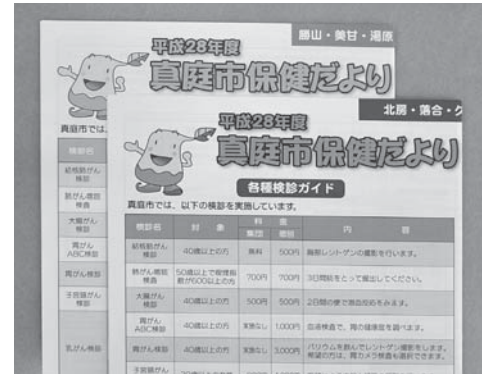 勝山・美甘・湯原
平成28年度
真庭市保健だより
真庭市では、
検診名
結核肺がん
検診
肺がん喀痰
検査
大腸がん
検診
胃がん
ABC検診
胃がん検診
子宮頸がん
検診
乳がん検診
北房・落合・
平成28年度
真庭市保健だより
各種検診ガイド
真庭市では、以下の検診を実施しています。
検診名 対象 料金 内容
集団 個別
結核肺がん検診 40歳以上の方 無料 500円 胸部レントゲンの撮影を行います。
肺がん喀痰検査 50歳以上で喫煙指数が600以上の方 700円 700円 3日間痰をとって提出してください。
大腸がん検診 40歳以上の方 500円 500円 2日間の便で潜血反応をみます。
胃がんABC検診 40歳以上の方 実施なし 1,000円 血液検査で、胃の健康度を調べます。
胃がん検診 40歳以上の方 実施なし 3,000円 バリウムを飲んでレントゲン撮影をします。
希望の方は、胃カメラ検査も選択できます。
子宮頸がん